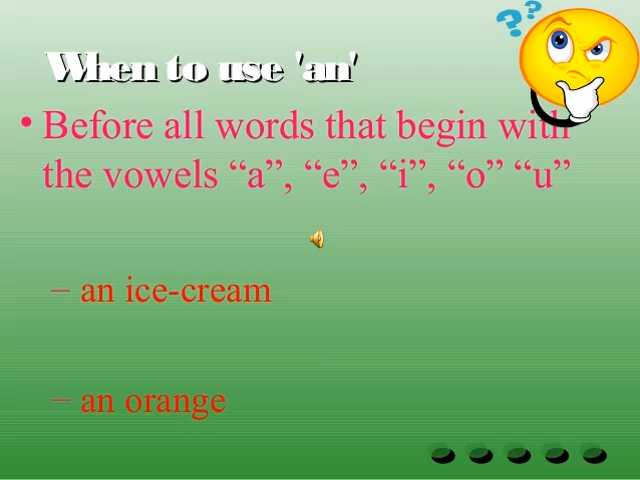 When to use 'an'
• Before all words that begin with
the vowels “a”, “e”, “i”, “o” “u”
– an ice-cream
– an orange